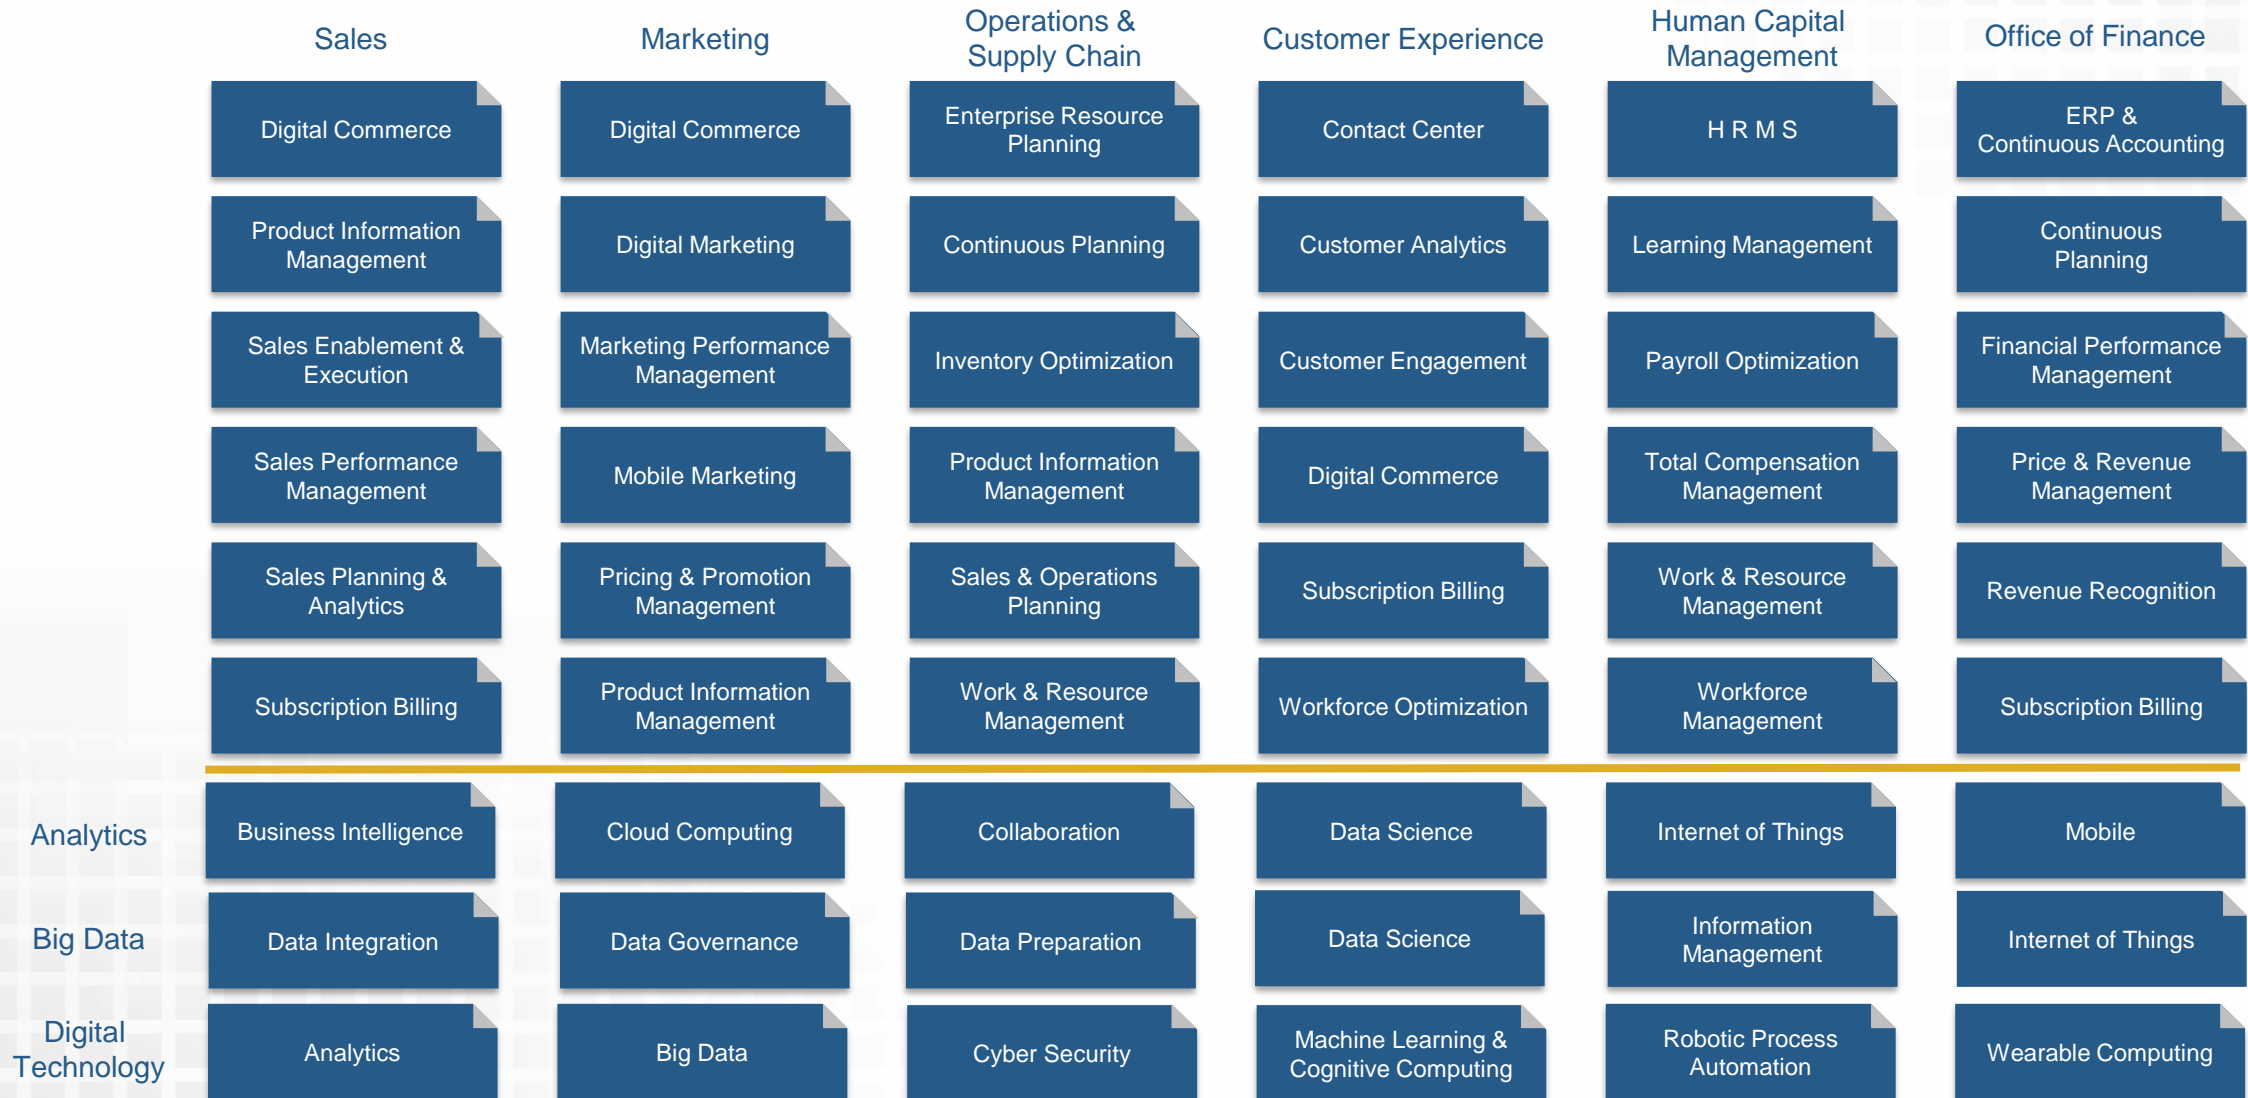 Sales
Marketing
Operations &
Supply Chain
Customer Experience
Human Capital
Management
Office of Finance
Digital Commerce
Digital Commerce
Enterprise Resource
Planning
Contact Center
H R M S
ERP &
Continuous Accounting
Product Information
Management
Digital Marketing
Continuous Planning
Customer Analytics
Learning Management
Continuous
Planning
Sales Enablement &
Execution
Marketing Performance
Management
Inventory Optimization
Customer Engagement
Payroll Optimization
Financial Performance
Management
Sales Performance
Management
Mobile Marketing
Product Information
Management
Digital Commerce
Total Compensation
Management
Price & Revenue
Management
Sales Planning &
Analytics
Pricing & Promotion
Management
Sales & Operations
Planning
Subscription Billing
Work & Resource
Management
Revenue Recognition
Subscription Billing
Product Information
Management
Work & Resource
Management
Workforce Optimization
Workforce
Management
Subscription Billing
Analytics
Business Intelligence
Cloud Computing
Collaboration
Data Science
Internet of Things
Mobile
Big Data
Data Integration
Data Governance
Data Preparation
Data Science
Information
Management
Internet of Things
Digital
Technology
Analytics
Big Data
Cyber Security
Machine Learning &
Cognitive Computing
Robotic Process
Automation
Wearable Computing